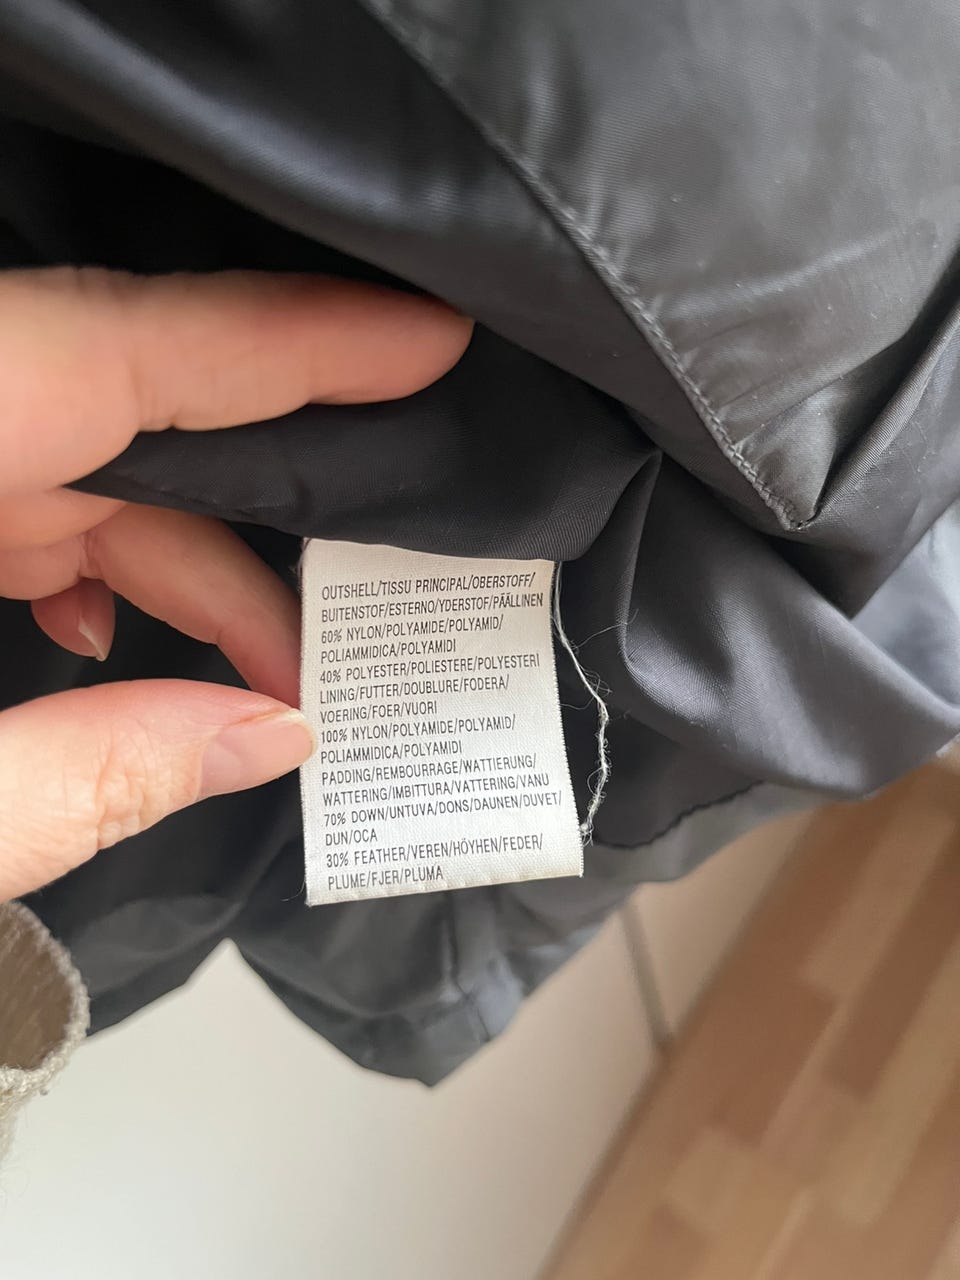 OUTSHELL/TISSU PRINCIPAL/OBERSTOFF/
BUITENSTOF/ESTERNO/YDERSTOF/PÄÄLLINEN
60% NYLON/POLYAMIDE/POLYAMID/
POLIAMMIDICA/POLYAMIDI
40% POLYESTER/POLIESTERE/POLYESTERI
LINING/FUTTER/DOUBLURE/FODERA/
VOERING/FOER/VUORI
100% NYLON/POLYAMIDE/POLYAMID/
POLIAMMIDICA/POLYAMIDI
PADDING/REMBOURRAGE/WATTIERUNG/
WATTERING/IMBITTURA/VATTERING/VANU
70% DOWN/UNTUVA/DONS/DAUNEN/DUVET/
DUN/OCA
30% FEATHER/VEREN/HÖYHEN/FEDER/
PLUME/FJER/PLUMA